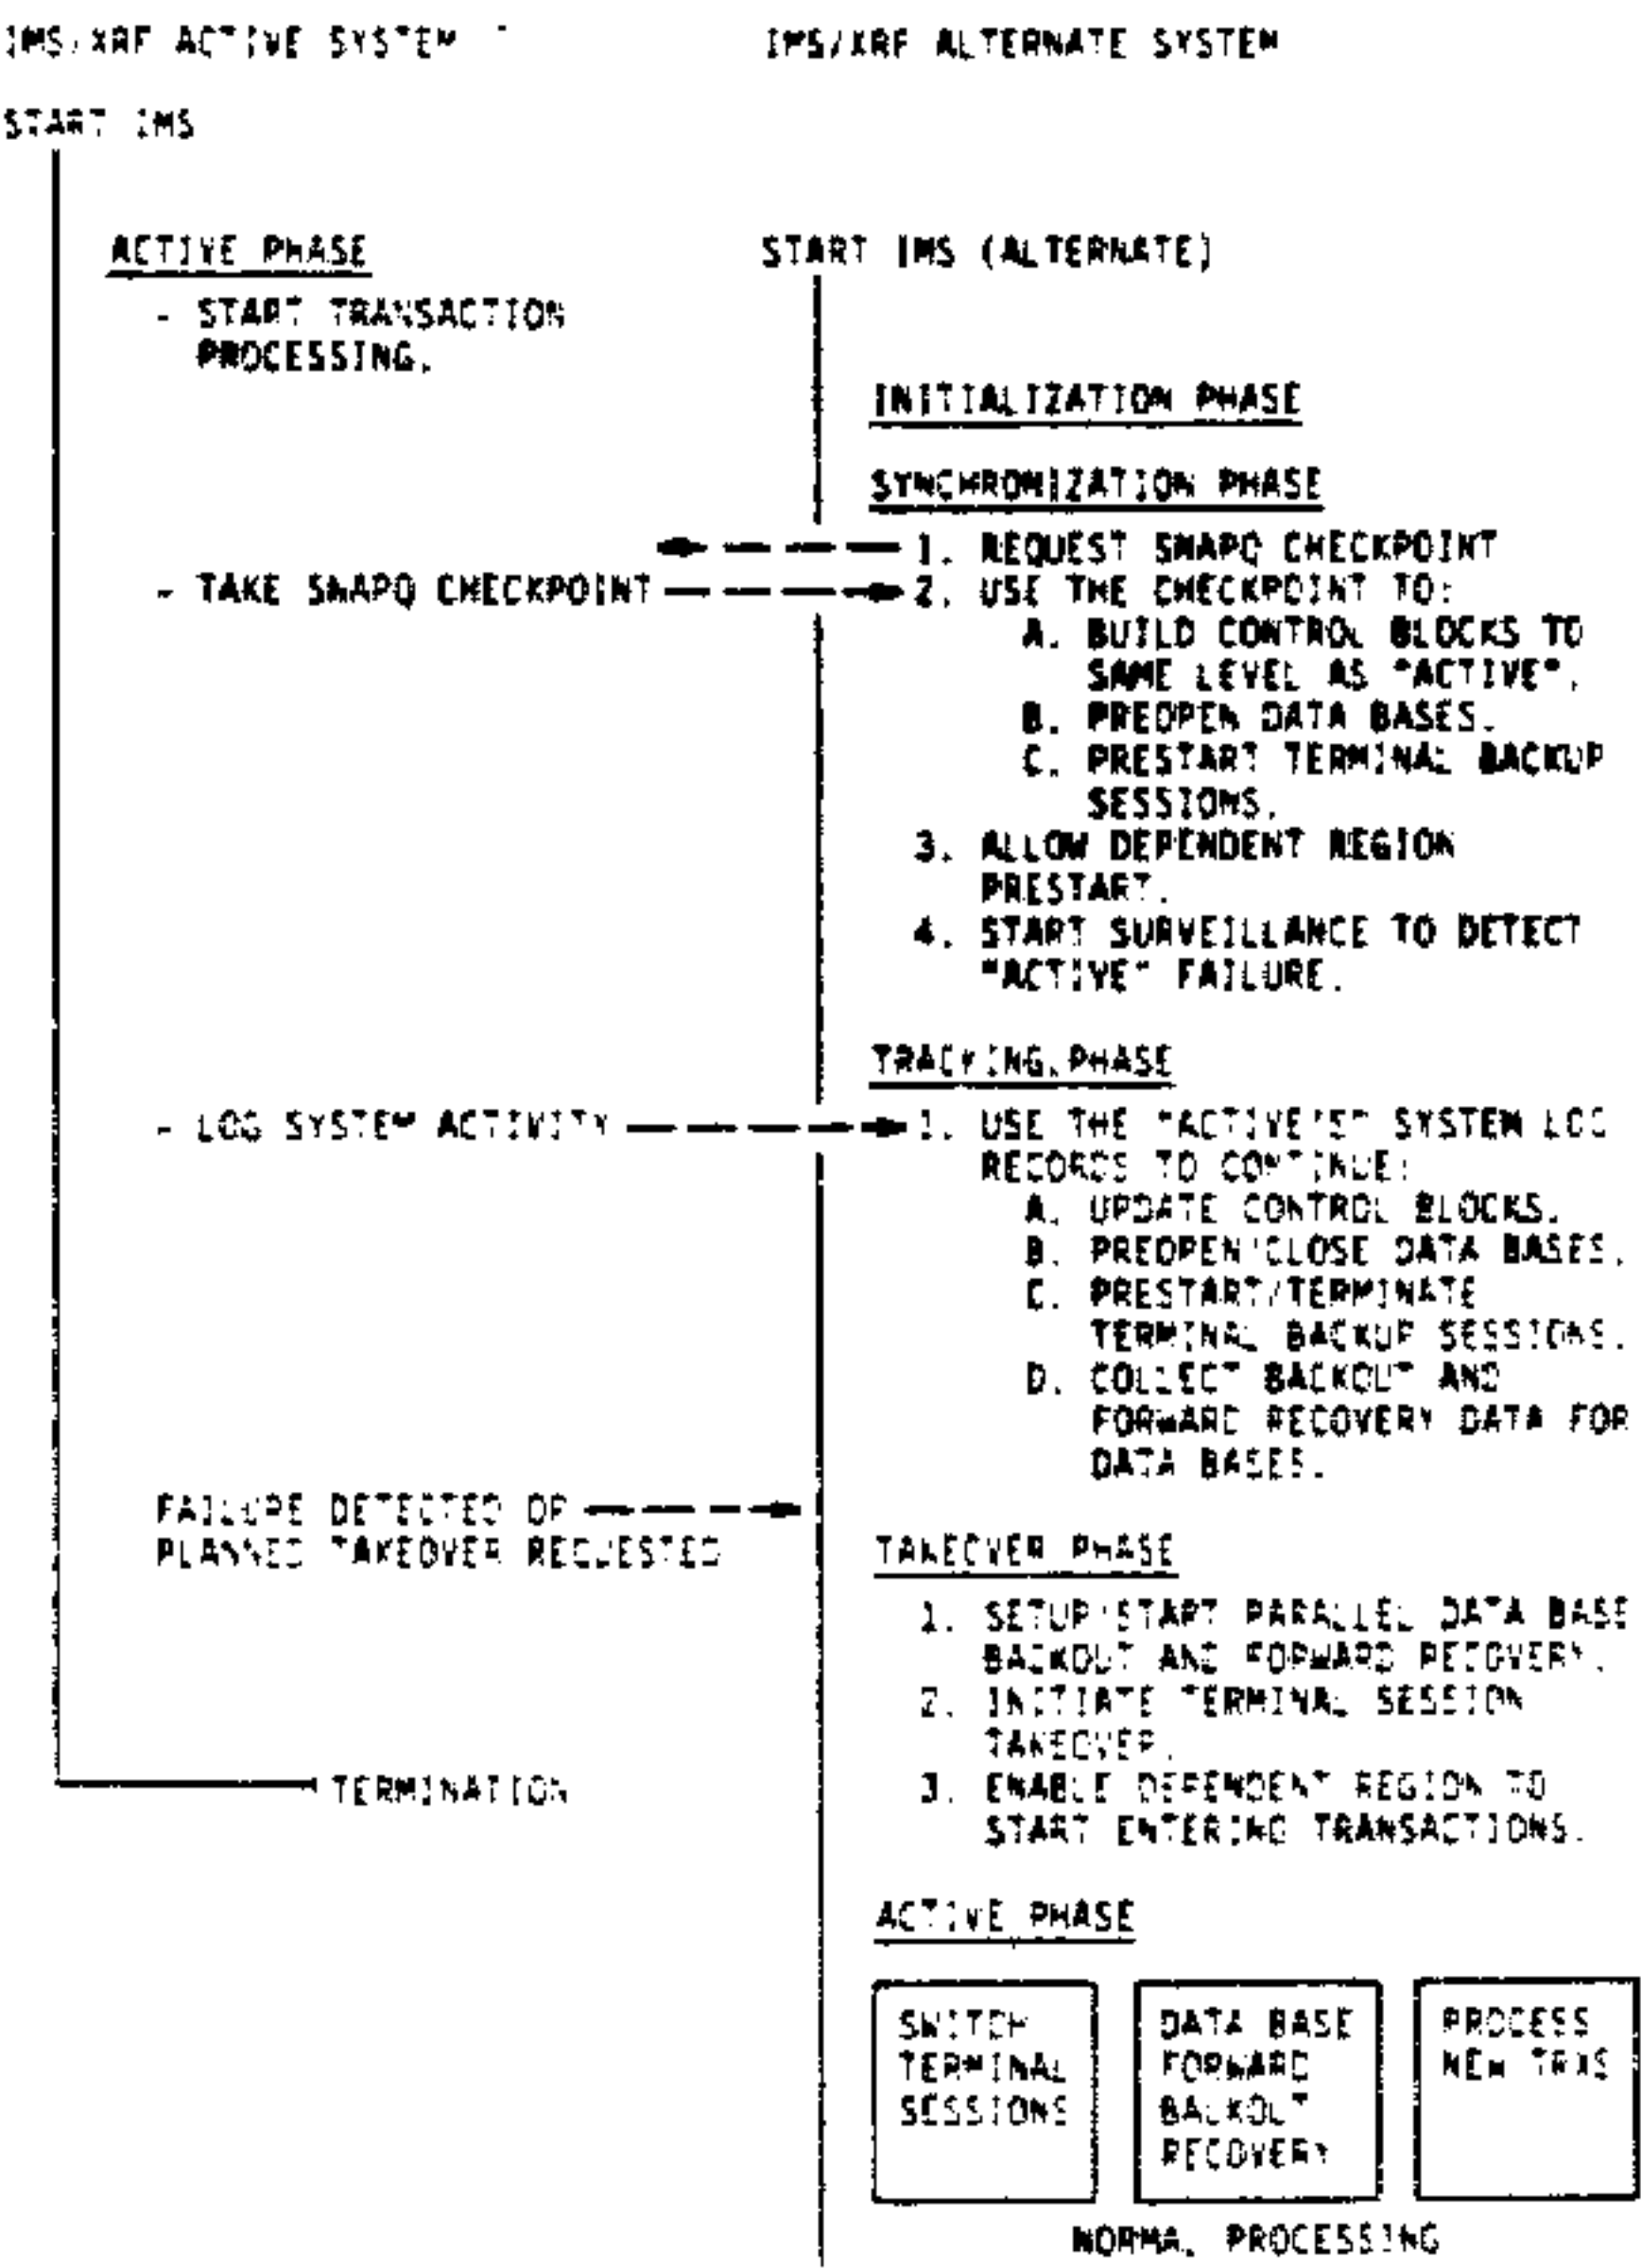 IMS/XRF ACTIVE SYSTEM
IMS/XRF ALTERNATE SYSTEM
START IMS
ACTIVE PHASE
- START TRANSACTION
PROCESSING.
START IMS (ALTERNATE)
INITIALIZATION PHASE
SYNCHRONIZATION PHASE
1. REQUEST SNAPQ CHECKPOINT
- TAKE SNAPQ CHECKPOINT
2. USE THE CHECKPOINT TO:
A. BUILD CONTROL BLOCKS TO
SAME LEVEL AS "ACTIVE".
B. PREOPEN DATA BASES.
C. PRESTART TERMINAL BACKUP
SESSIONS.
3. ALLOW DEPENDENT REGION
PRESTART.
4. START SURVEILLANCE TO DETECT
"ACTIVE" FAILURE.
TRACKING PHASE
- LOG SYSTEM ACTIVITY
1. USE THE "ACTIVE'S" SYSTEM LOG
RECORDS TO CONTINUE:
A. UPDATE CONTROL BLOCKS.
B. PREOPEN/CLOSE DATA BASES.
C. PRESTART/TERMINATE
TERMINAL BACKUP SESSIONS.
D. COLLECT BACKOUT AND
FORWARD RECOVERY DATA FOR
DATA BASES.
FAILURE DETECTED OR
PLANNED TAKEOVER REQUESTED
TAKEOVER PHASE
1. SETUP/START PARALLEL DATA BASE
BACKOUT AND FORWARD RECOVERY.
2. INITIATE TERMINAL SESSION
TAKEOVER.
3. ENABLE DEPENDENT REGION TO
START ENTERING TRANSACTIONS.
TERMINATION
ACTIVE PHASE
SWITCH
TERMINAL
SESSIONS
DATA BASE
FORWARD
BACKOUT
RECOVERY
PROCESS
NEW TRXS
NORMAL PROCESSING